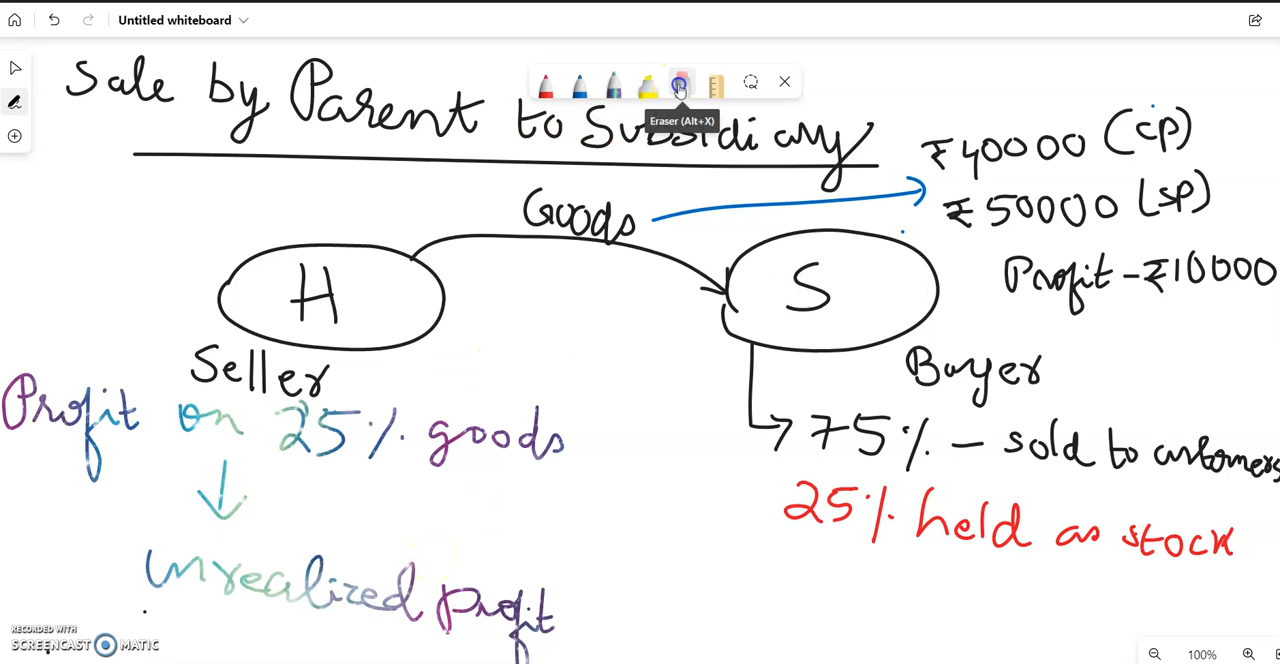 Untitled whiteboard
Sale by Parent to Subsidiary
Eraser (Alt+X)
₹40000 (CP)
₹50000 (SP)
Profit - ₹10000
Goods
H
S
Seller
Buyer
Profit on 25% goods
75% - sold to customers
25% held as stock
unrealized profit
RECORDED WITH
SCREENCAST MATIC
100%